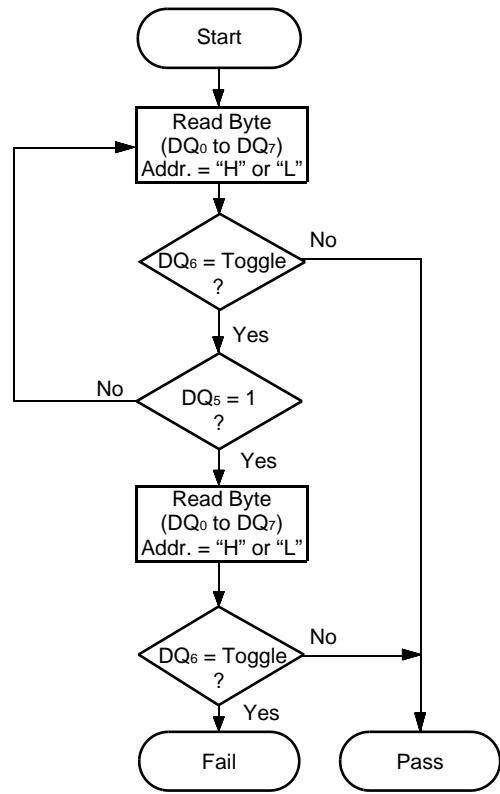 Start
Read Byte
(DQ0 to DQ7)
Addr. = “H” or “L”
No
DQ6 = Toggle
?
Yes
No
DQ5 = 1
?
Yes
Read Byte
(DQ0 to DQ7)
Addr. = “H” or “L”
No
DQ6 = Toggle
?
Yes
Fail
Pass